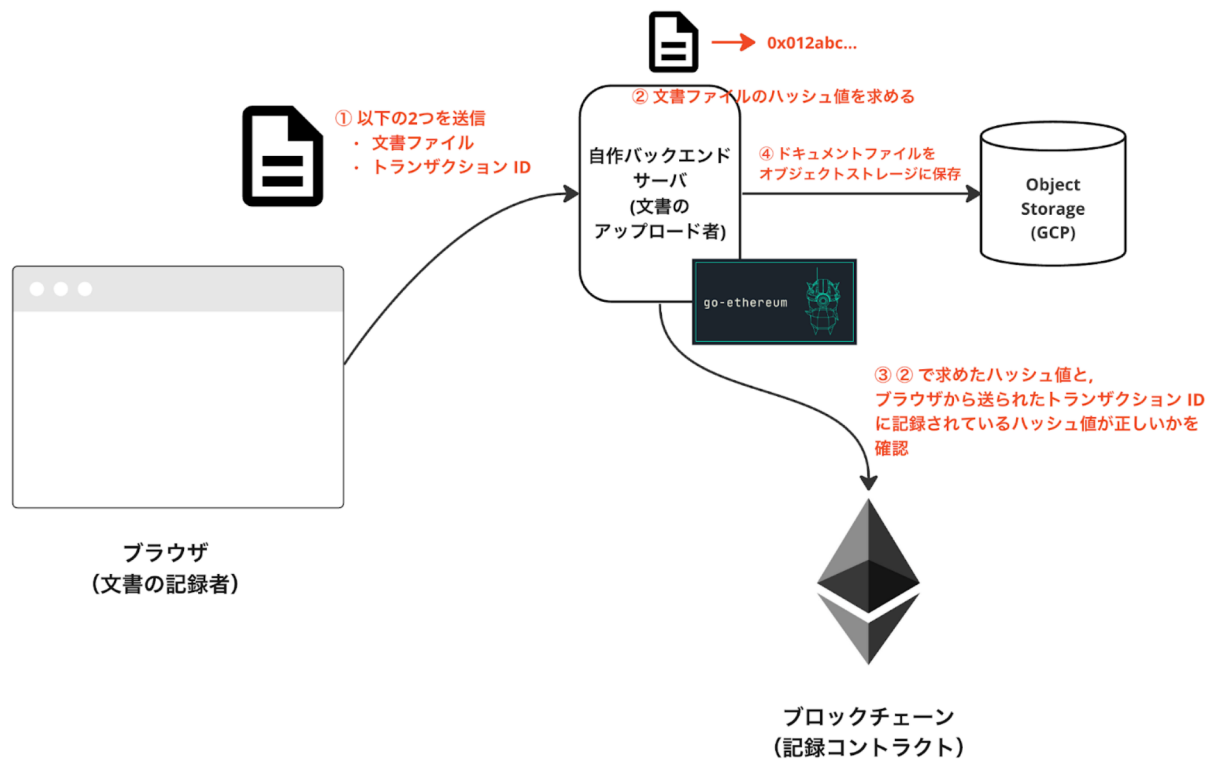 0x012abc...
② 文書ファイルのハッシュ値を求める
① 以下の2つを送信
・ 文書ファイル
・ トランザクション ID
自作バックエンド
サーバ
(文書の
アップロード者)
④ ドキュメントファイルを
オブジェクトストレージに保存
Object
Storage
(GCP)
go-ethereum
③ ② で求めたハッシュ値と,
ブラウザから送られたトランザクション ID
に記録されているハッシュ値が正しいかを
確認
ブラウザ
（文書の記録者）
ブロックチェーン
（記録コントラクト）